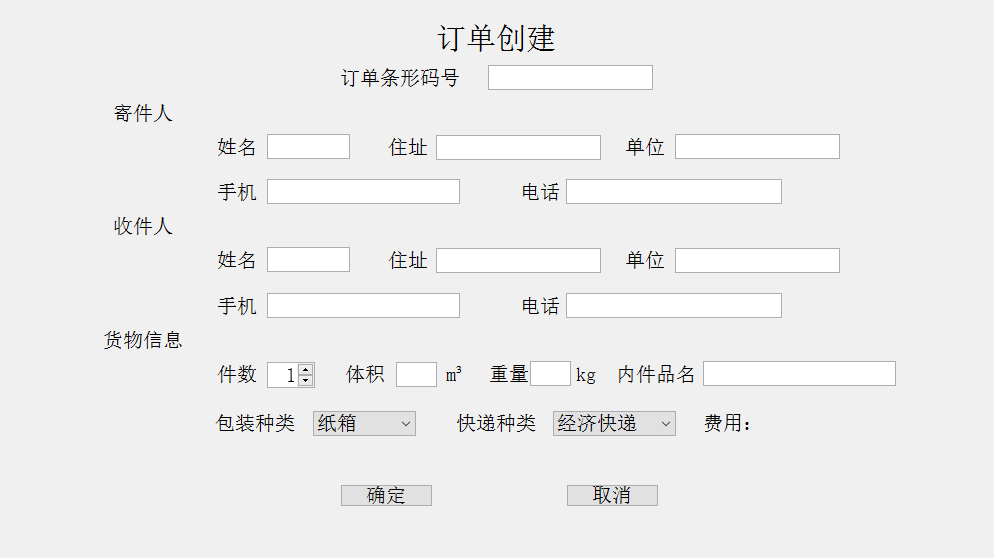 订单创建
订单条形码号
寄件人
姓名 住址 单位
手机 电话
收件人
姓名 住址 单位
手机 电话
货物信息
件数 1 体积 m³ 重量 kg 内件品名
包装种类 纸箱 快递种类 经济快递 费用:
确定 取消